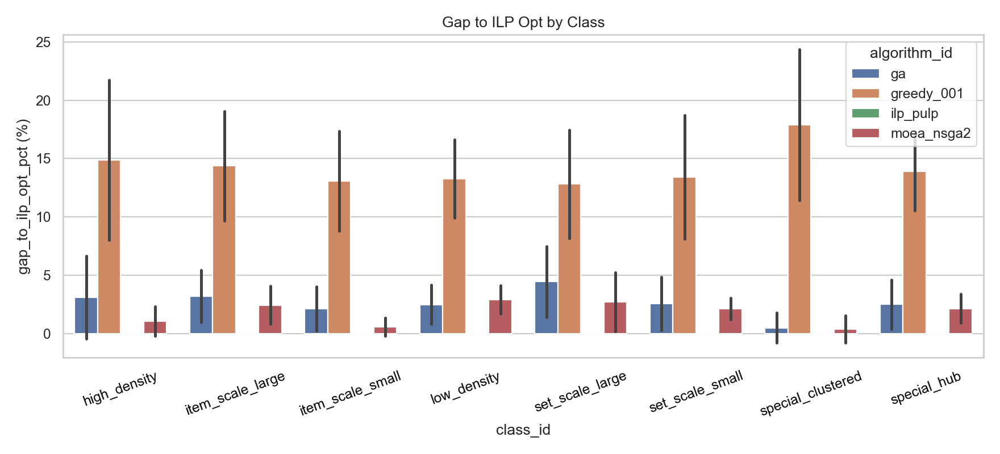 Gap to ILP Opt by Class
gap_to_ilp_opt_pct (%)
25
20
15
10
5
0
algorithm_id
ga
greedy_001
ilp_pulp
moea_nsga2
high_density
item_scale_large
item_scale_small
low_density
set_scale_large
set_scale_small
special_clustered
special_hub
class_id